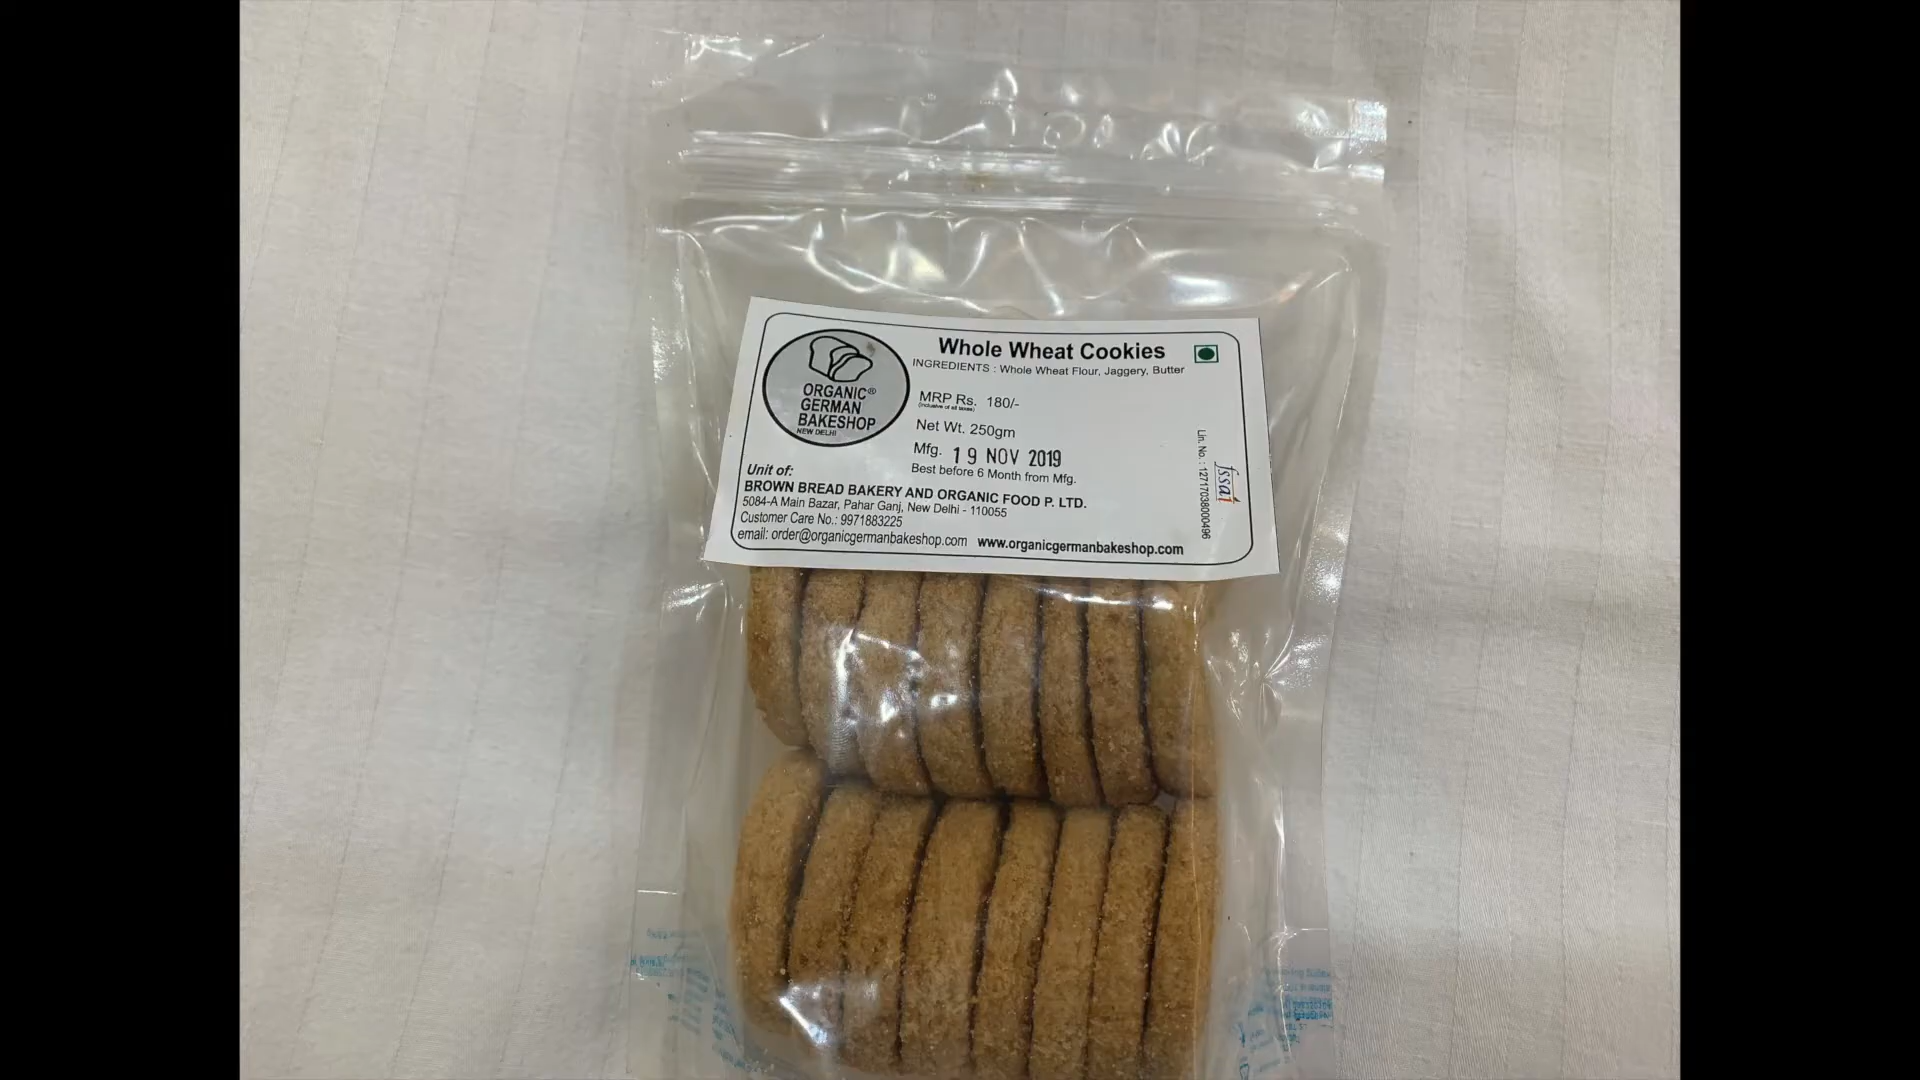 ORGANIC®
GERMAN
BAKESHOP
NEW DELHI
Whole Wheat Cookies
INGREDIENTS : Whole Wheat Flour, Jaggery, Butter
MRP Rs. 180/-
(inclusive of all taxes)
Net Wt. 250gm
Mfg. 19 NOV 2019
Best before 6 Month from Mfg.
Unit of:
BROWN BREAD BAKERY AND ORGANIC FOOD P. LTD.
5084-A Main Bazar, Pahar Ganj, New Delhi - 110055
Customer Care No.: 9971883225
email: order@organicgermanbakeshop.com www.organicgermanbakeshop.com
fssai
Lin. No. : 12717038000496